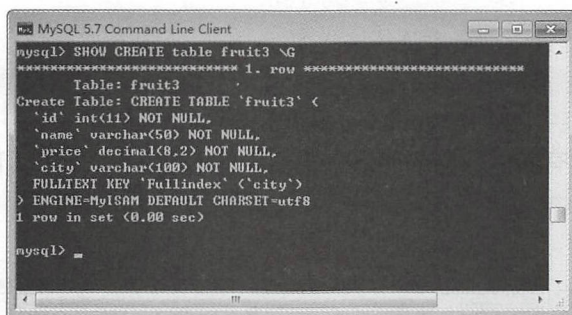 MySQL 5.7 Command Line Client
mysql> SHOW CREATE table fruit3 \G
*************************** 1. row ***************************
       Table: fruit3
Create Table: CREATE TABLE `fruit3` (
  `id` int(11) NOT NULL,
  `name` varchar(50) NOT NULL,
  `price` decimal(8,2) NOT NULL,
  `city` varchar(100) NOT NULL,
  FULLTEXT KEY `Fullindex` (`city`)
) ENGINE=MyISAM DEFAULT CHARSET=utf8
1 row in set (0.00 sec)
mysql>